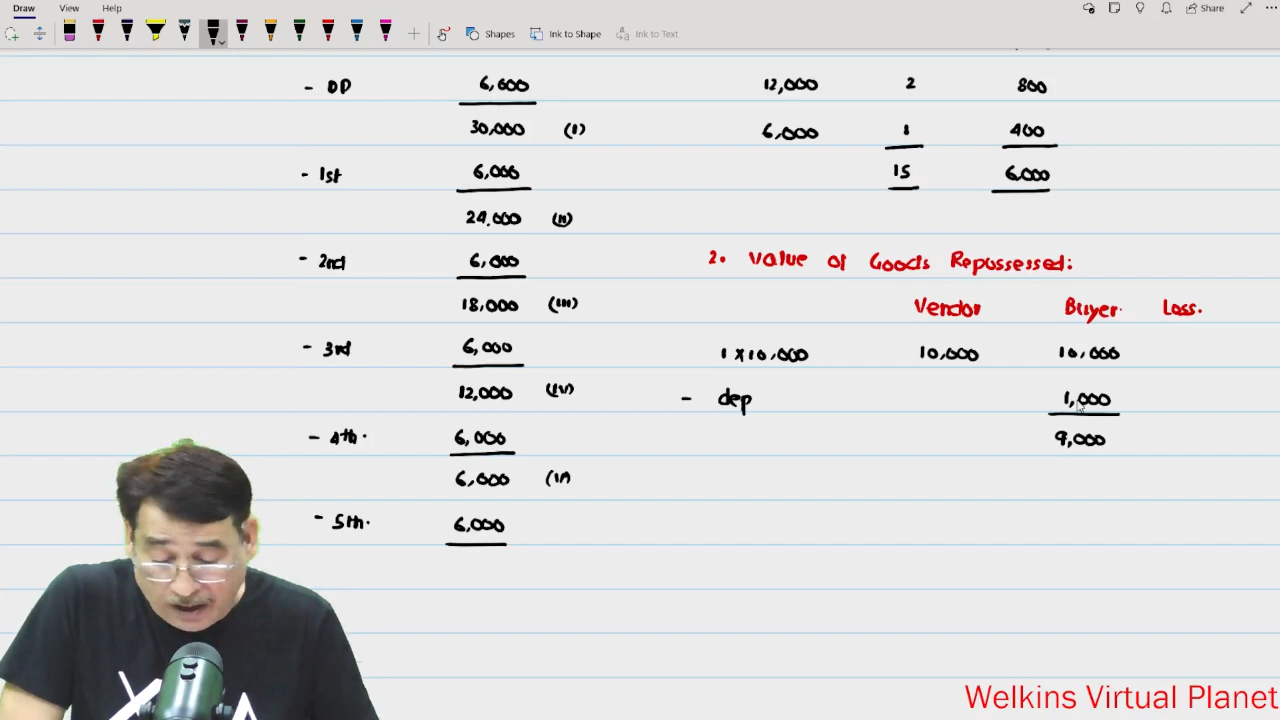 Draw View Help
Share
Shapes Ink to Shape Ink to Text
- DP 6,000
30,000 (I)
- 1st 6,000
24,000 (II)
- 2nd 6,000
18,000 (III)
- 3rd 6,000
12,000 (IV)
- 4th. 6,000
6,000
- 5th. 6,000
12,000 2 800
6,000 1 400
15 6,000
2. Value of Goods Repossessed:
Vendor Buyer. Loss.
1 x 10,000 10,000 10,000
- dep 1,000
9,000
Welkins Virtual Planet